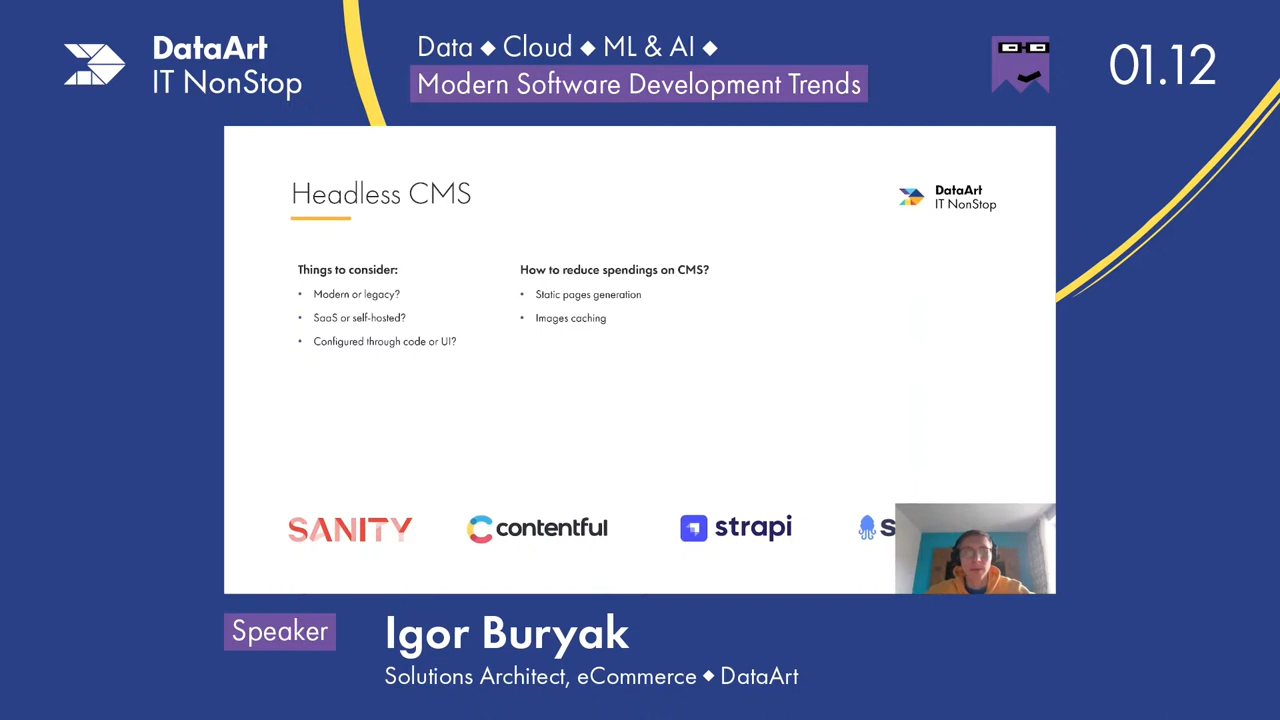 DataArt
IT NonStop
Data ◆ Cloud ◆ ML & AI ◆
Modern Software Development Trends
01.12
Headless CMS
DataArt
IT NonStop
Things to consider:
• Modern or legacy?
• SaaS or self-hosted?
• Configured through code or UI?
How to reduce spendings on CMS?
• Static pages generation
• Images caching
SANITY
contentful
strapi
Speaker
Igor Buryak
Solutions Architect, eCommerce ◆ DataArt